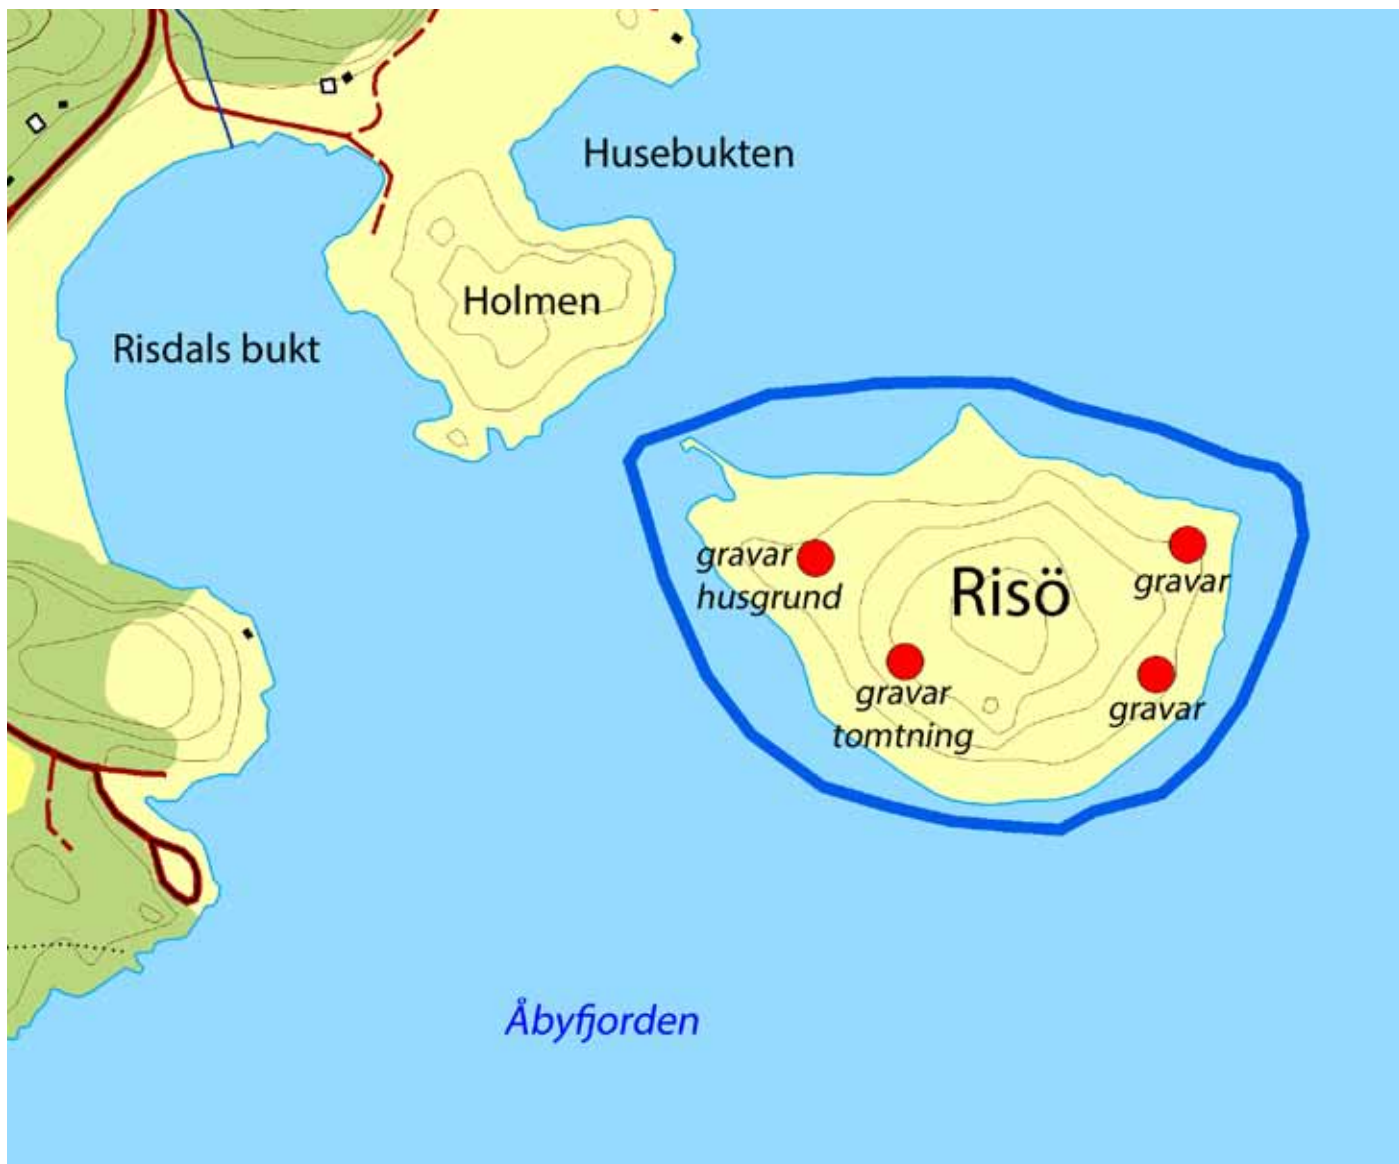 Husebukten
Holmen
Risdals bukt
gravar
husgrund
Risö
gravar
gravar
tomtning
gravar
Åbyfjorden